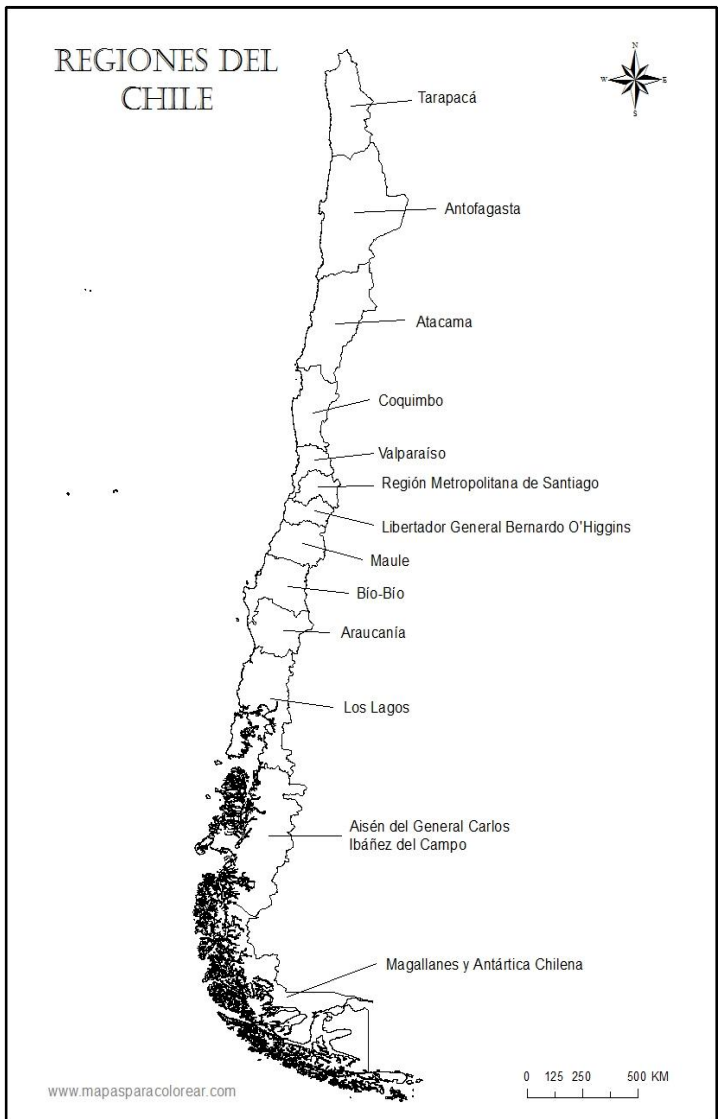 REGIONES DEL
CHILE
N
W
E
S
Tarapacá
Antofagasta
Atacama
Coquimbo
Valparaíso
Región Metropolitana de Santiago
Libertador General Bernardo O'Higgins
Maule
Bío-Bío
Araucanía
Los Lagos
Aisén del General Carlos
Ibáñez del Campo
Magallanes y Antártica Chilena
www.mapasparacolorear.com
0 125 250 500 KM